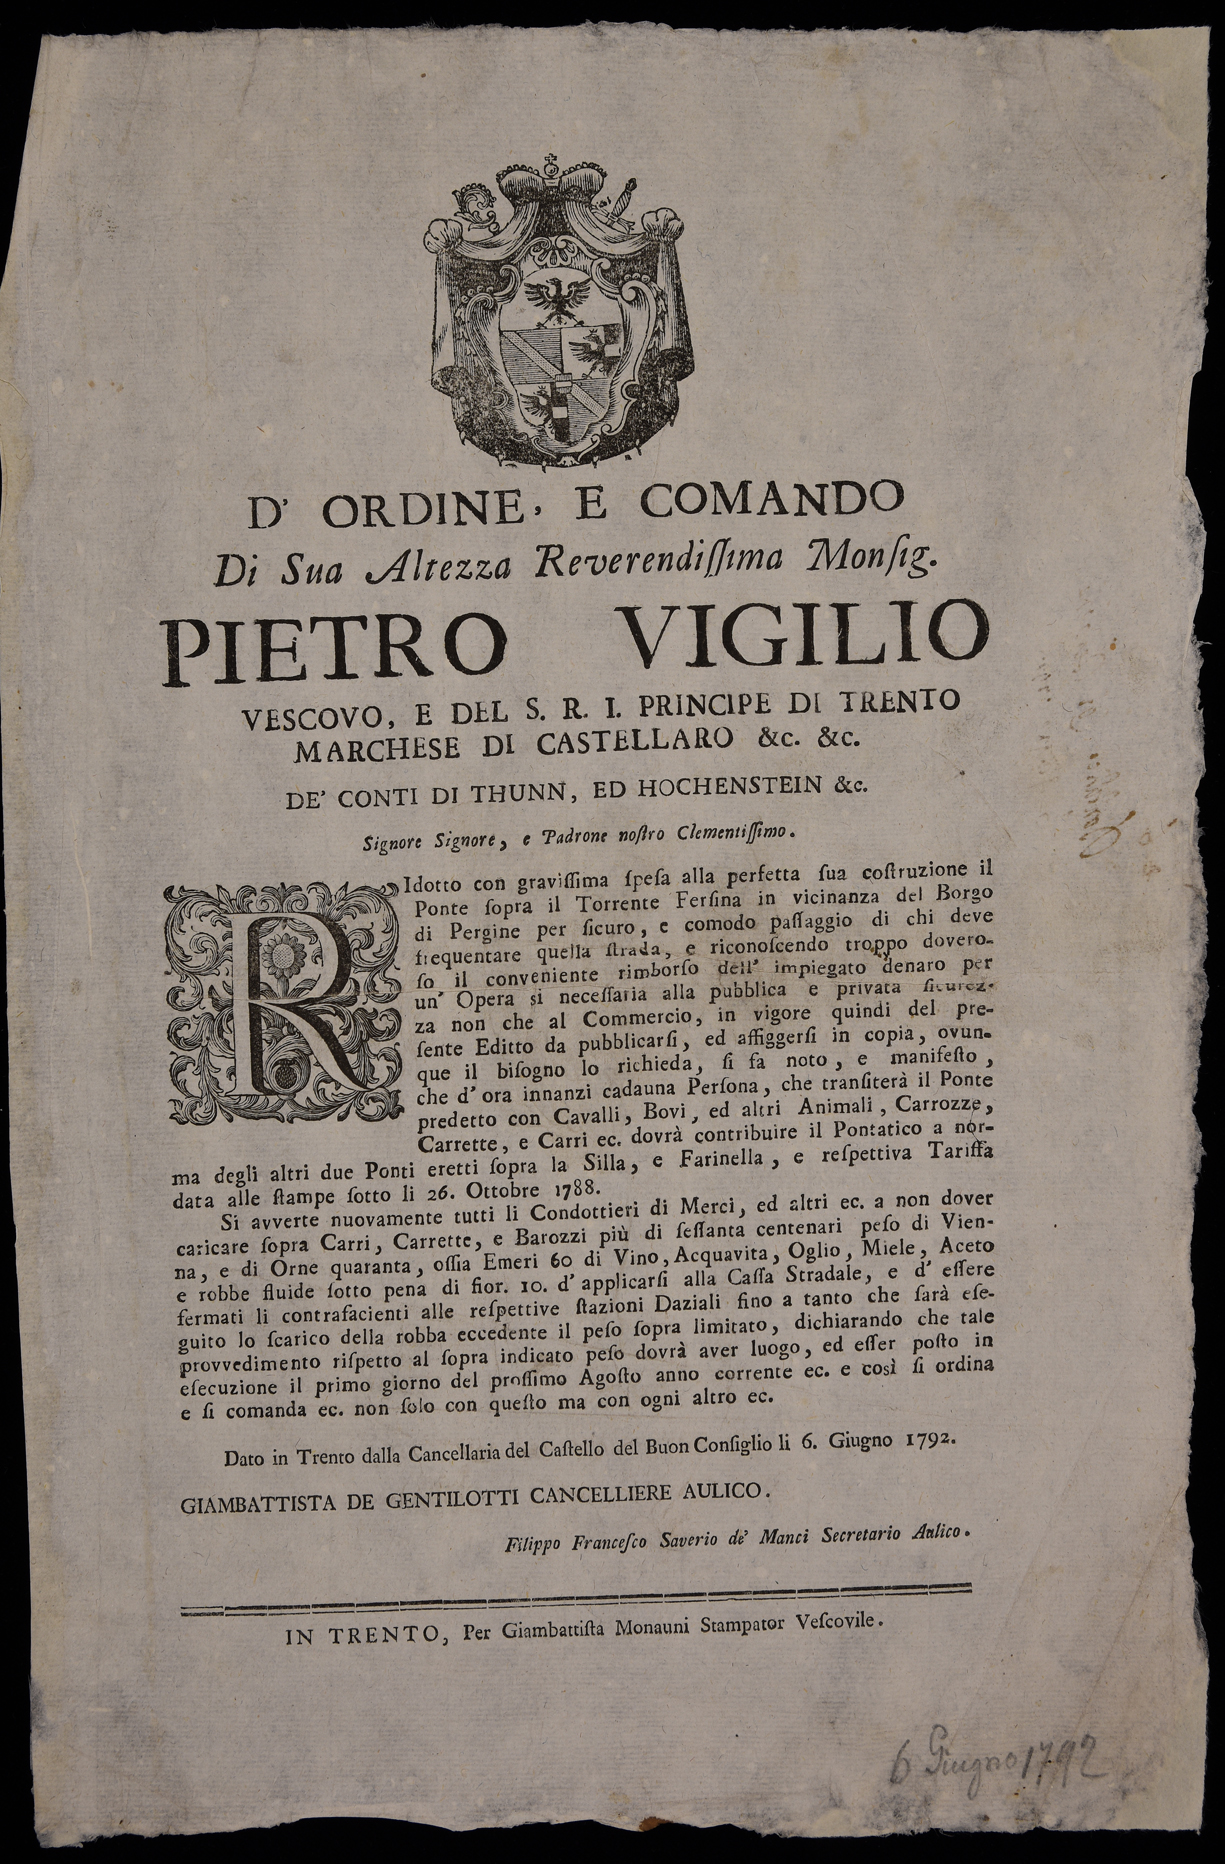 D' ORDINE, E COMANDO
Di Sua Altezza Reverendiſſima Monſig.
PIETRO VIGILIO
VESCOVO, E DEL S. R. I. PRINCIPE DI TRENTO
MARCHESE DI CASTELLARO &c. &c.
DE' CONTI DI THUNN, ED HOCHENSTEIN &c.
Signore Signore, e Padrone noſtro Clementiſſimo.
RIdotto con graviſſima ſpeſa alla perfetta ſua coſtruzione il
Ponte ſopra il Torrente Ferſina in vicinanza del Borgo
di Pergine per ſicuro, e comodo paſſaggio di chi deve
frequentare quella ſtrada, e riconoſcendo troppo dovero-
ſo il conveniente rimborſo dell' impiegato denaro per
un' Opera sì neceſſaria alla pubblica e privata ſicurez-
za non che al Commercio, in vigore quindi del pre-
ſente Editto da pubblicarſi, ed affiggerſi in copia, ovun-
que il biſogno lo richieda, ſi fa noto, e manifeſto,
che d' ora innanzi cadauna Perſona, che tranſiterà il Ponte
predetto con Cavalli, Bovi, ed altri Animali, Carrozze,
Carrette, e Carri ec. dovrà contribuire il Pontatico a nor-
ma degli altri due Ponti eretti ſopra la Silla, e Farinella, e reſpettiva Tariffa
data alle ſtampe ſotto li 26. Ottobre 1788.
Si avverte nuovamente tutti li Condottieri di Merci, ed altri ec. a non dover
caricare ſopra Carri, Carrette, e Barozzi più di ſeſſanta centenari peſo di Vien-
na, e di Orne quaranta, oſſia Emeri 60 di Vino, Acquavita, Oglio, Miele, Aceto
e robbe fluide ſotto pena di fior. 10. d' applicarſi alla Caſſa Stradale, e d' eſſere
fermati li contrafacienti alle reſpettive ſtazioni Daziali fino a tanto che ſarà eſe-
guito lo ſcarico della robba eccedente il peſo ſopra limitato, dichiarando che tale
provvedimento riſpetto al ſopra indicato peſo dovrà aver luogo, ed eſſer poſto in
eſecuzione il primo giorno del proſſimo Agoſto anno corrente ec. e così ſi ordina
e ſi comanda ec. non ſolo con queſto ma con ogni altro ec.
Dato in Trento dalla Cancellaria del Caſtello del Buon Conſiglio li 6. Giugno 1792.
GIAMBATTISTA DE GENTILOTTI CANCELLIERE AULICO.
Filippo Franceſco Saverio de' Manci Secretario Aulico.
IN TRENTO, Per Giambattiſta Monauni Stampator Veſcovile.
6 Giugno 1792